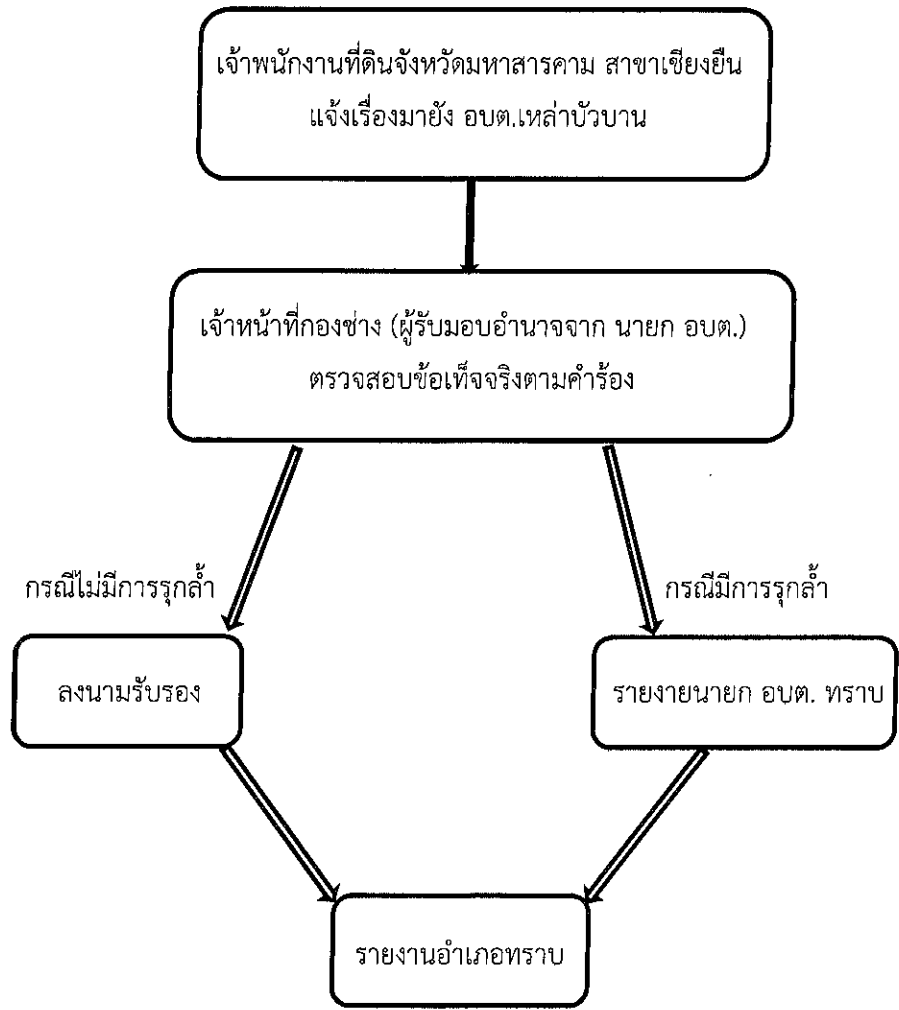 เจ้าพนักงานที่ดินจังหวัดมหาสารคาม สาขาเชียงยืน
แจ้งเรื่องมายัง อบต.เหล่าบัวบาน
เจ้าหน้าที่กองช่าง (ผู้รับมอบอำนาจจาก นายก อบต.)
ตรวจสอบข้อเท็จจริงตามคำร้อง
กรณีไม่มีการรุกล้ำ
กรณีมีการรุกล้ำ
ลงนามรับรอง
รายงายนายก อบต. ทราบ
รายงานอำเภอทราบ